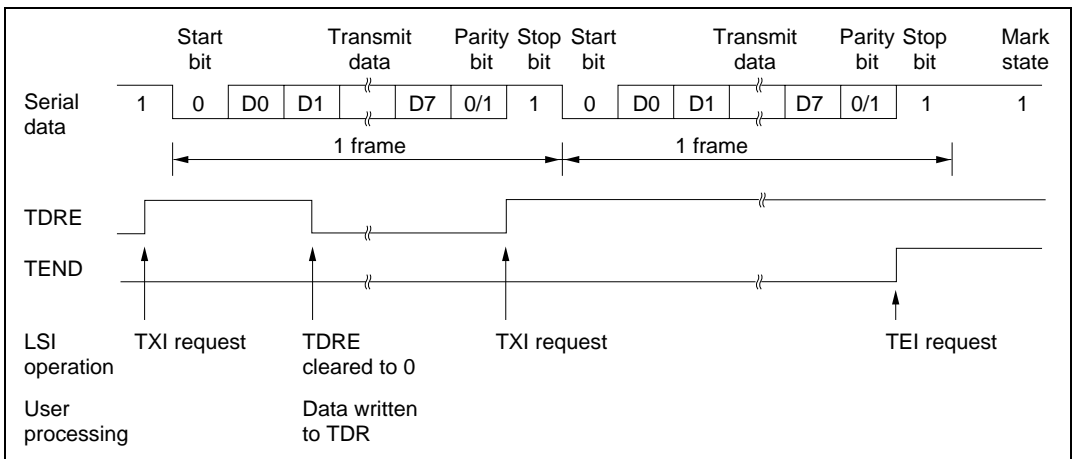 Start Transmit Parity Stop Start Transmit Parity Stop Mark
bit data bit bit bit data bit bit state
Serial data 1 0 D0 D1 D7 0/1 1 0 D0 D1 D7 0/1 1 1
1 frame 1 frame
TDRE
TEND
LSI TXI request TDRE TXI request TEI request
operation cleared to 0
User Data written
processing to TDR